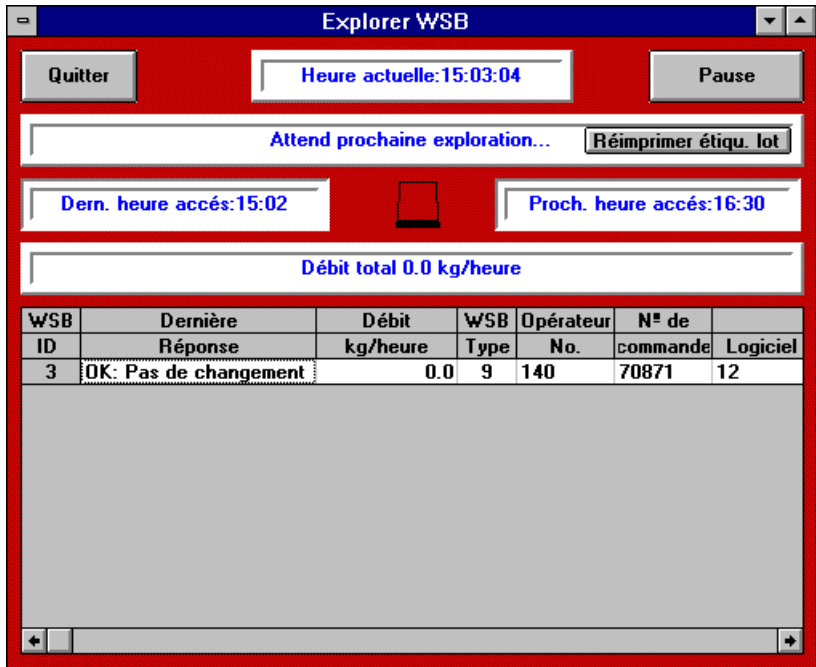 Explorer WSB
Quitter
Heure actuelle:15:03:04
Pause
Attend prochaine exploration...
Réimprimer étiqu. lot
Dern. heure accés:15:02
Proch. heure accés:16:30
Débit total 0.0 kg/heure
WSB Dernière Débit WSB Opérateur Nº de
ID Réponse kg/heure Type No. commande Logiciel
3 OK: Pas de changement 0.0 9 140 70871 12